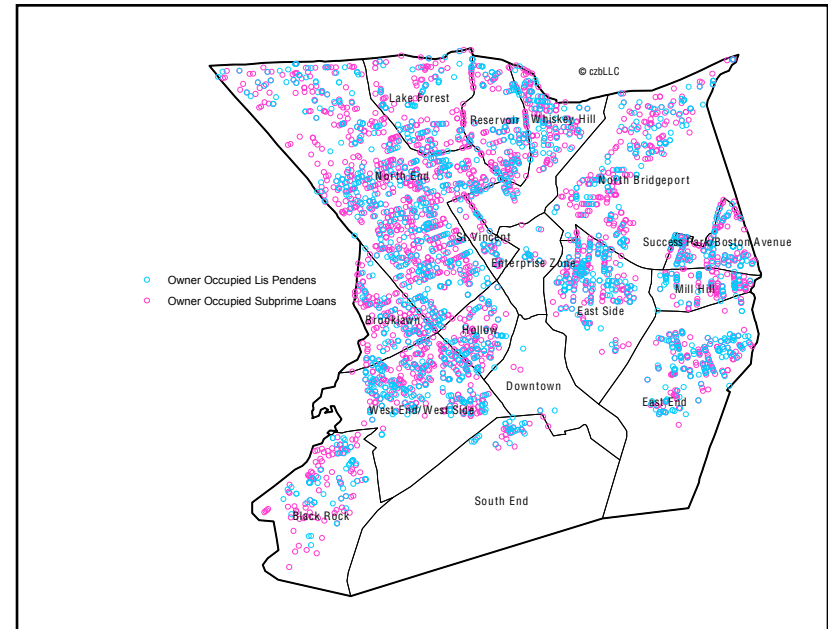 © czbLLC
Lake Forest
Reservoir
Whiskey Hill
North End
North Bridgeport
St. Vincent
Success Park/Boston Avenue
Enterprise Zone
Owner Occupied Lis Pendens
Mill Hill
Owner Occupied Subprime Loans
East Side
Brooklawn
Hollow
Downtown
West End/West Side
East End
South End
Black Rock